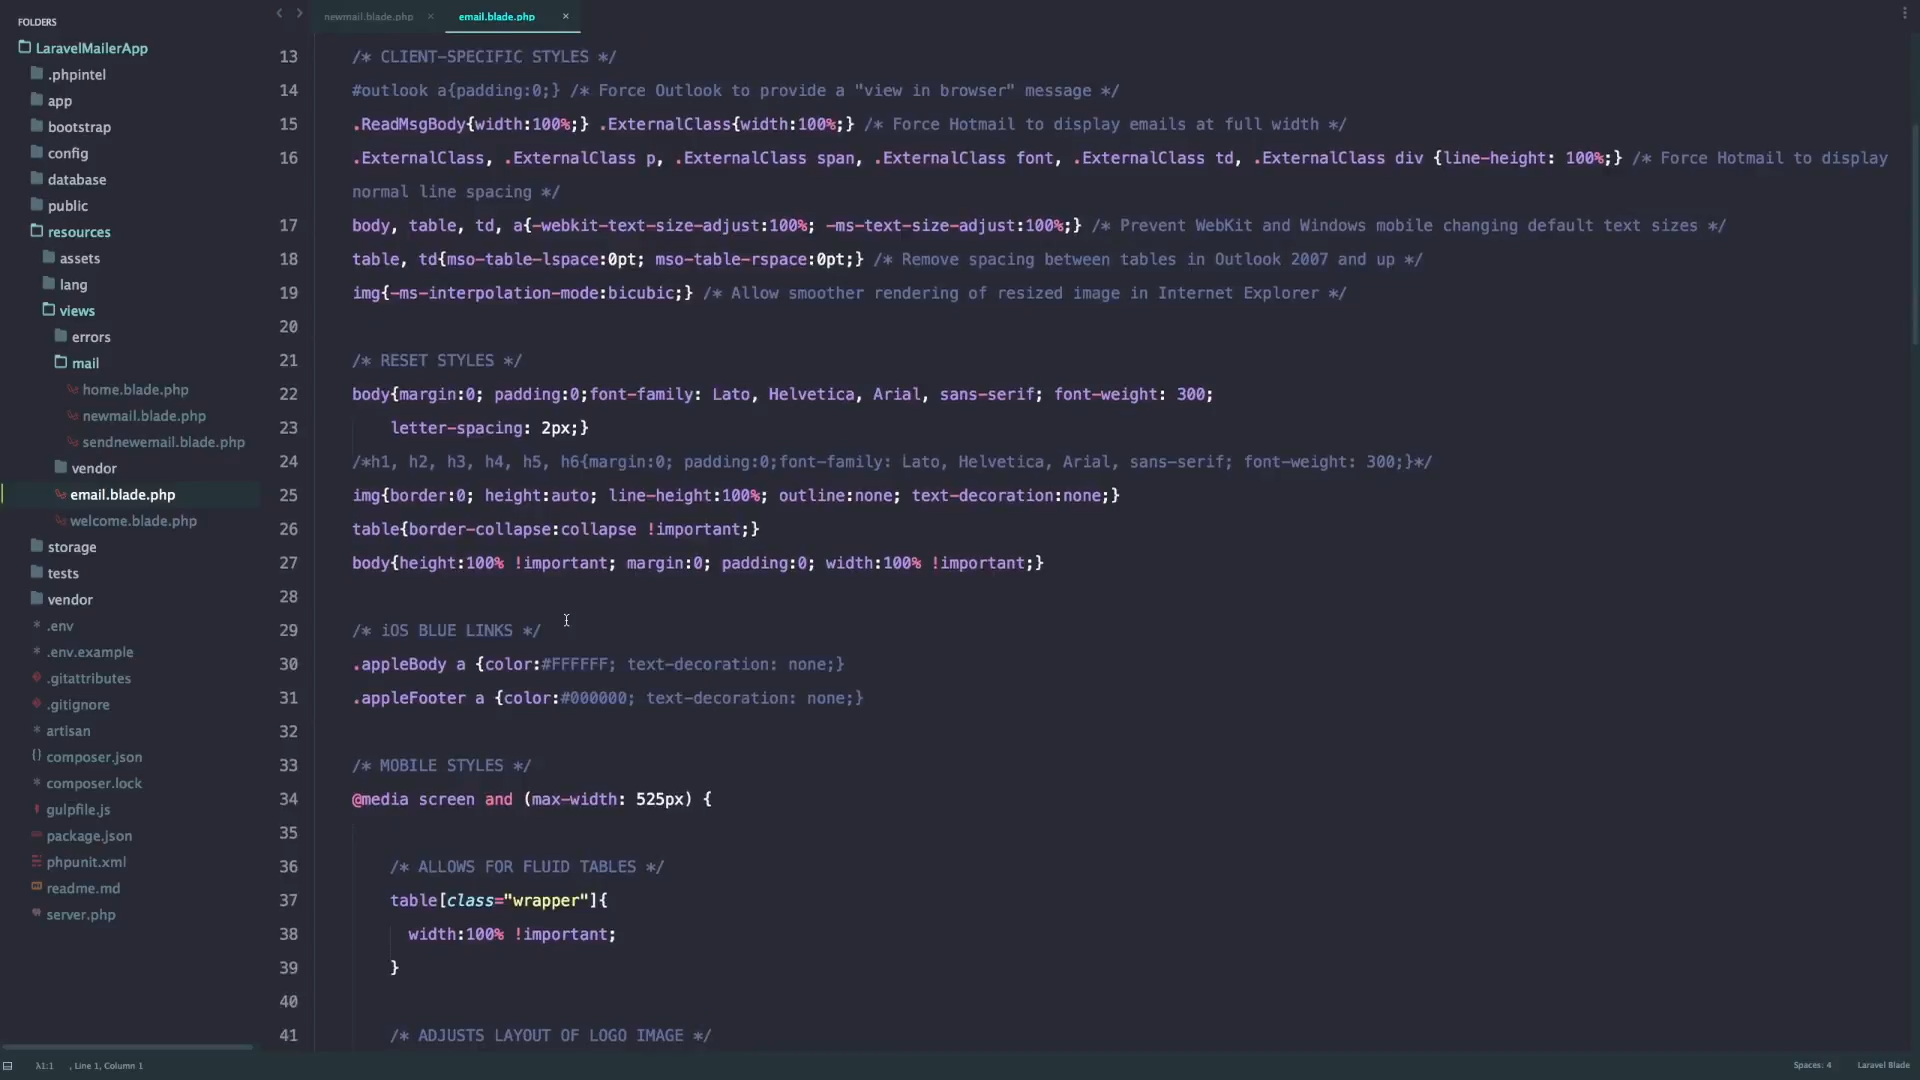 FOLDERS
LaravelMailerApp
.phpintel
app
bootstrap
config
database
public
resources
assets
lang
views
errors
mail
home.blade.php
newmail.blade.php
sendnewemail.blade.php
vendor
email.blade.php
welcome.blade.php
storage
tests
vendor
.env
.env.example
.gitattributes
.gitignore
artisan
composer.json
composer.lock
gulpfile.js
package.json
phpunit.xml
readme.md
server.php
newmail.blade.php × email.blade.php ×
13 /* CLIENT-SPECIFIC STYLES */
14 #outlook a{padding:0;} /* Force Outlook to provide a "view in browser" message */
15 .ReadMsgBody{width:100%;} .ExternalClass{width:100%;} /* Force Hotmail to display emails at full width */
16 .ExternalClass, .ExternalClass p, .ExternalClass span, .ExternalClass font, .ExternalClass td, .ExternalClass div {line-height: 100%;} /* Force Hotmail to display
normal line spacing */
17 body, table, td, a{-webkit-text-size-adjust:100%; -ms-text-size-adjust:100%;} /* Prevent WebKit and Windows mobile changing default text sizes */
18 table, td{mso-table-lspace:0pt; mso-table-rspace:0pt;} /* Remove spacing between tables in Outlook 2007 and up */
19 img{-ms-interpolation-mode:bicubic;} /* Allow smoother rendering of resized image in Internet Explorer */
20
21 /* RESET STYLES */
22 body{margin:0; padding:0;font-family: Lato, Helvetica, Arial, sans-serif; font-weight: 300;
23 letter-spacing: 2px;}
24 /*h1, h2, h3, h4, h5, h6{margin:0; padding:0;font-family: Lato, Helvetica, Arial, sans-serif; font-weight: 300;}*/
25 img{border:0; height:auto; line-height:100%; outline:none; text-decoration:none;}
26 table{border-collapse:collapse !important;}
27 body{height:100% !important; margin:0; padding:0; width:100% !important;}
28
29 /* iOS BLUE LINKS */
30 .appleBody a {color:#FFFFFF; text-decoration: none;}
31 .appleFooter a {color:#000000; text-decoration: none;}
32
33 /* MOBILE STYLES */
34 @media screen and (max-width: 525px) {
35
36 /* ALLOWS FOR FLUID TABLES */
37 table[class="wrapper"]{
38 width:100% !important;
39 }
40
41 /* ADJUSTS LAYOUT OF LOGO IMAGE */
λ1:1 , Line 1, Column 1
Spaces: 4 Laravel Blade